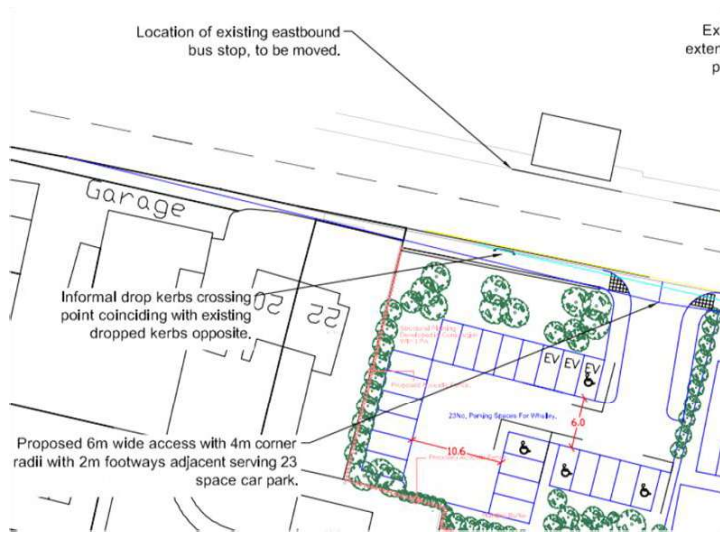 Location of existing eastbound
bus stop, to be moved.
Ex
exter
p
Garage
Informal drop kerbs crossing
point coinciding with existing
dropped kerbs opposite.
20
22
EV
EV
EV
23No, Parking Spaces For Whalley.
6.0
10.6
Proposed 6m wide access with 4m corner
radii with 2m footways adjacent serving 23
space car park.